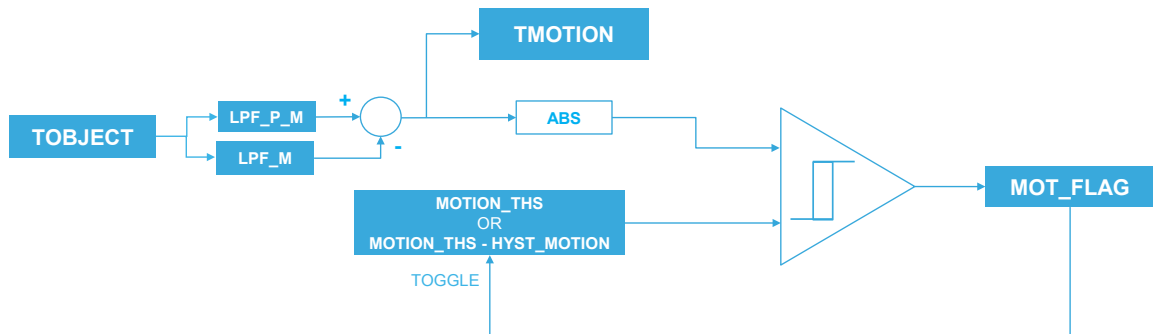 TMOTION
+
LPF_P_M
ABS
TOBJECT
LPF_M
-
MOTION_THS
OR
MOTION_THS - HYST_MOTION
MOT_FLAG
TOGGLE